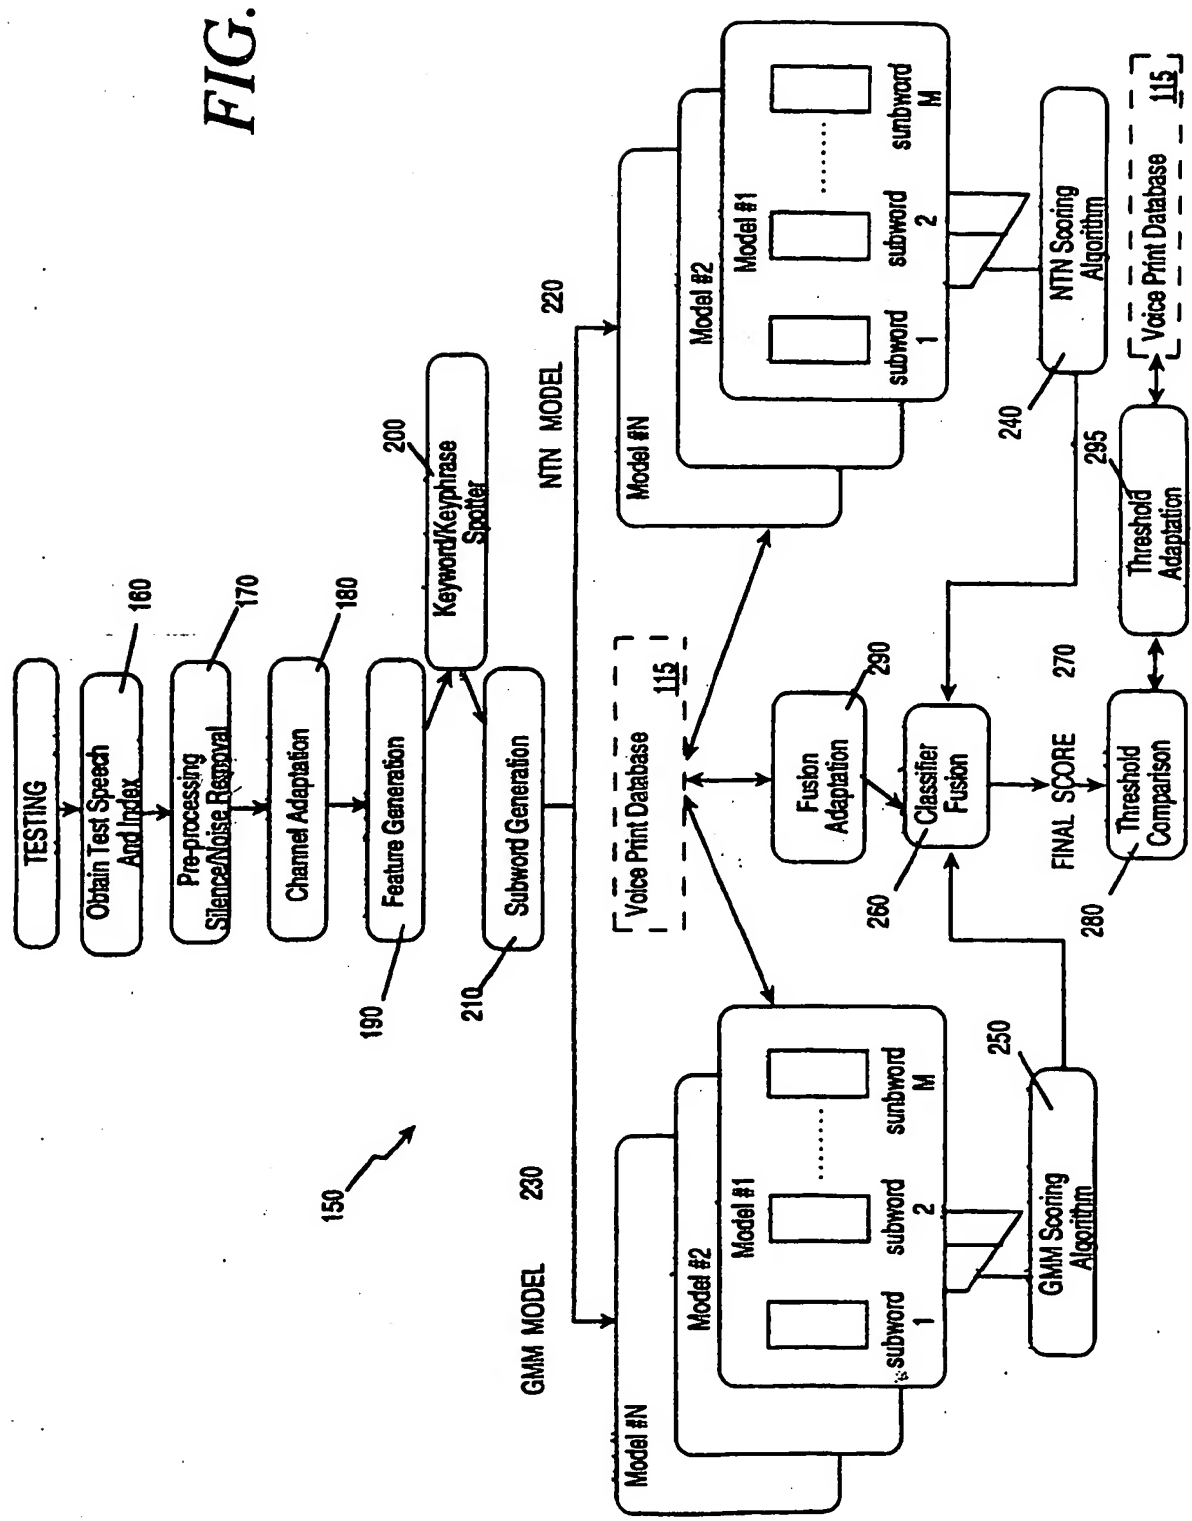 FIG.
TESTING
Obtain Test Speech
And Index
160
Pre-processing
Silence/Noise Removal
170
Channel Adaptation
180
Feature Generation
190
Keyword/Keyphrase
Spotter
200
Subword Generation
210
150
GMM MODEL 230
NTN MODEL 220
Model #N
Model #2
Model #1
subword
1
subword
2
sunbword
M
GMM Scoring
Algorithm
250
Voice Print Database 115
Model #N
Model #2
Model #1
subword
1
subword
2
sunbword
M
NTN Scoring
Algorithm
240
Fusion
Adaptation
290
Classifier
Fusion
260
FINAL SCORE 270
Threshold
Comparison
280
Threshold
Adaptation
295
Voice Print Database 115